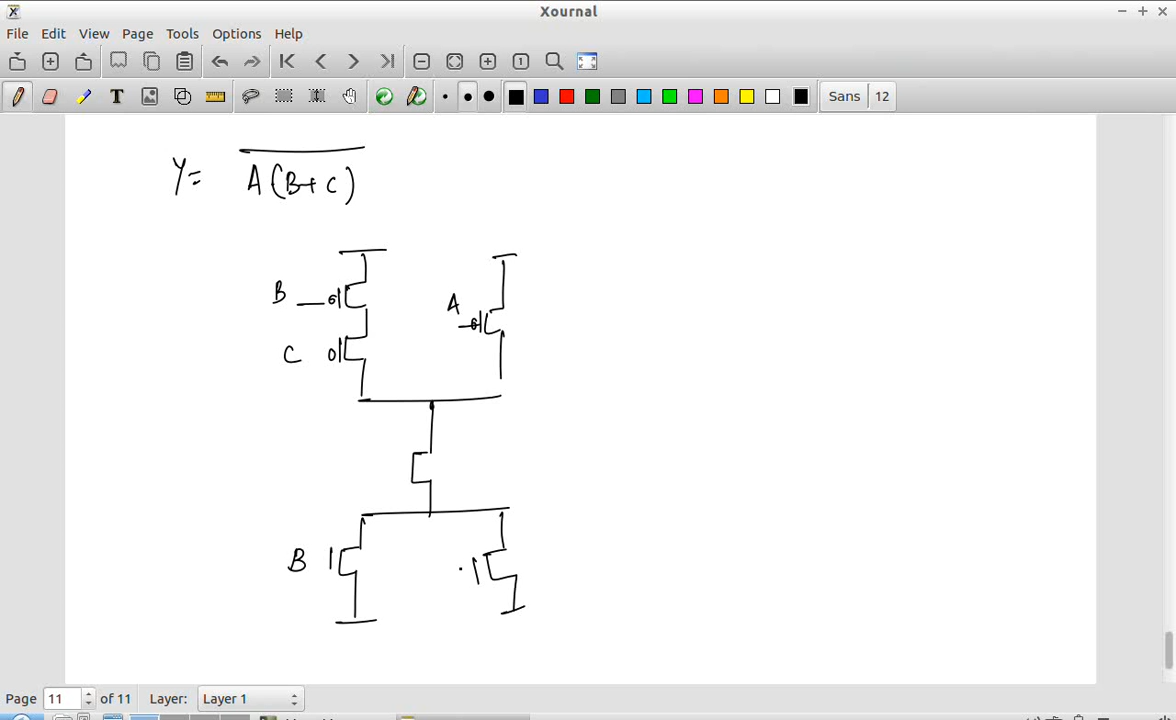 Xournal
File Edit View Page Tools Options Help
Sans 12
Y= A(B+C)
B
A
C
B
Page 11 of 11 Layer: Layer 1